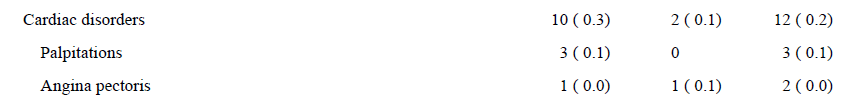 Cardiac disorders 10 ( 0.3) 2 ( 0.1) 12 ( 0.2)
Palpitations 3 ( 0.1) 0 3 ( 0.1)
Angina pectoris 1 ( 0.0) 1 ( 0.1) 2 ( 0.0)